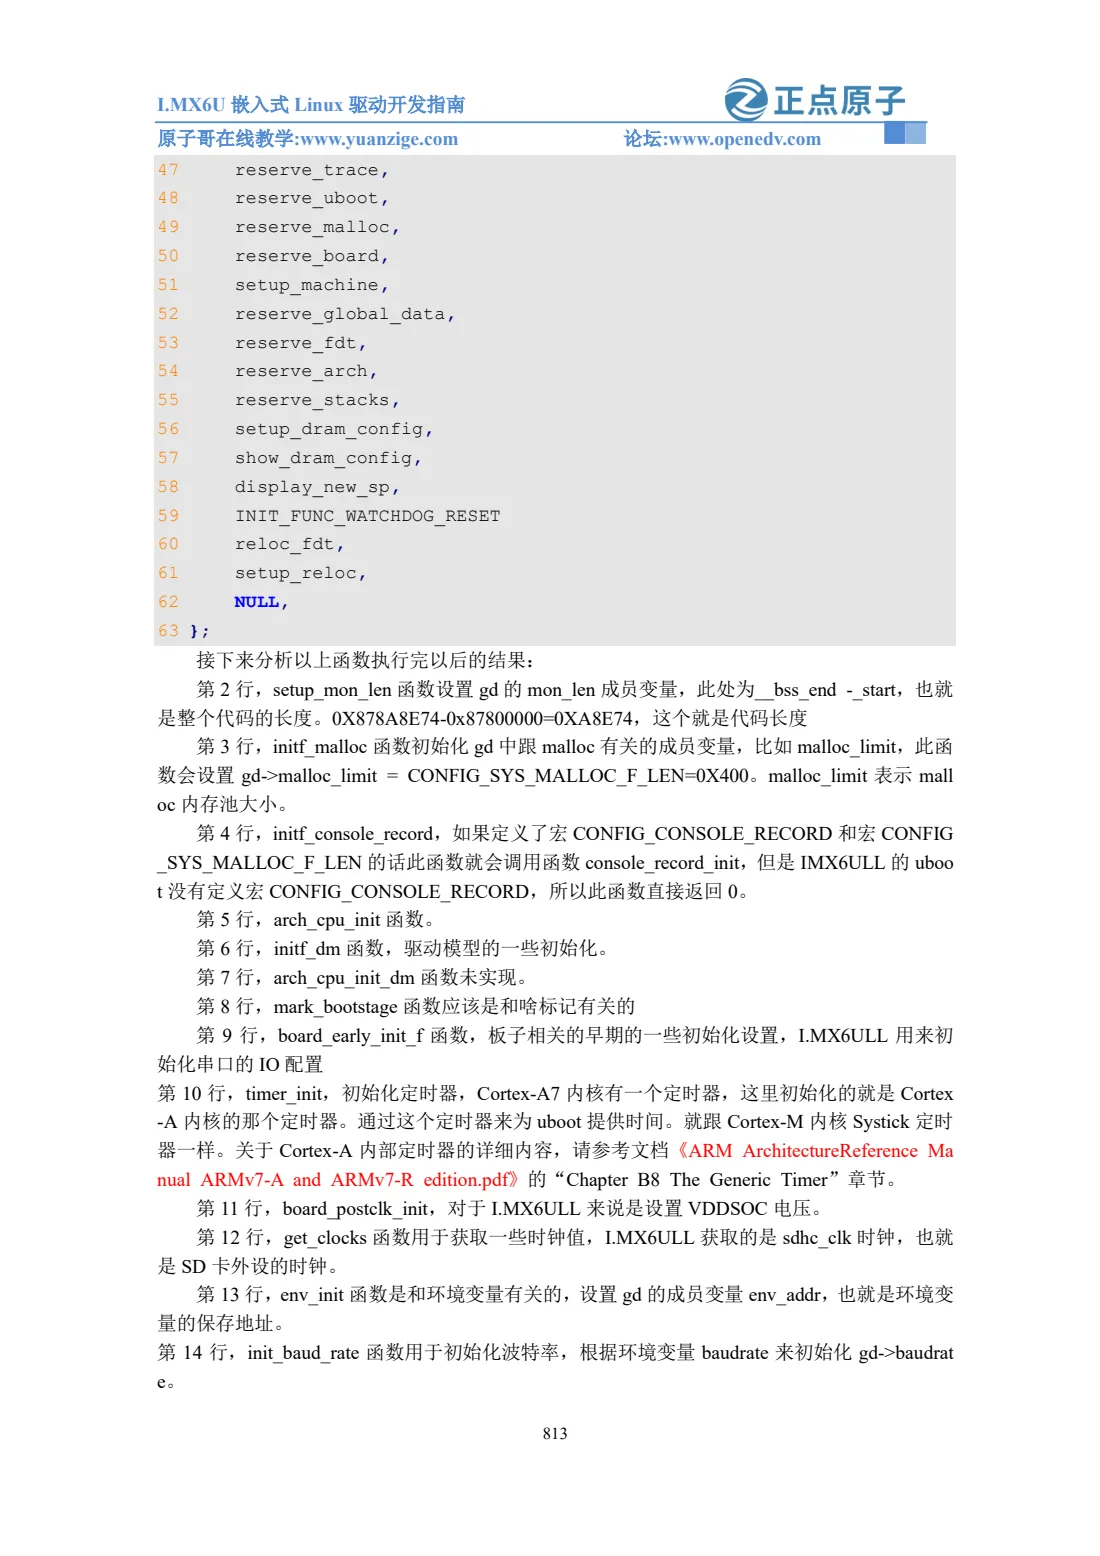 I.MX6U 嵌入式 Linux 驱动开发指南
正点原子
原子哥在线教学:www.yuanzige.com 论坛:www.openedv.com
47 reserve_trace,
48 reserve_uboot,
49 reserve_malloc,
50 reserve_board,
51 setup_machine,
52 reserve_global_data,
53 reserve_fdt,
54 reserve_arch,
55 reserve_stacks,
56 setup_dram_config,
57 show_dram_config,
58 display_new_sp,
59 INIT_FUNC_WATCHDOG_RESET
60 reloc_fdt,
61 setup_reloc,
62 NULL,
63 };
接下来分析以上函数执行完以后的结果：
第 2 行，setup_mon_len 函数设置 gd 的 mon_len 成员变量，此处为__bss_end -_start，也就
是整个代码的长度。0X878A8E74-0x87800000=0XA8E74，这个就是代码长度
第 3 行，initf_malloc 函数初始化 gd 中跟 malloc 有关的成员变量，比如 malloc_limit，此函
数会设置 gd->malloc_limit = CONFIG_SYS_MALLOC_F_LEN=0X400。malloc_limit 表示 mall
oc 内存池大小。
第 4 行，initf_console_record，如果定义了宏 CONFIG_CONSOLE_RECORD 和宏 CONFIG
_SYS_MALLOC_F_LEN 的话此函数就会调用函数 console_record_init，但是 IMX6ULL 的 uboo
t 没有定义宏 CONFIG_CONSOLE_RECORD，所以此函数直接返回 0。
第 5 行，arch_cpu_init 函数。
第 6 行，initf_dm 函数，驱动模型的一些初始化。
第 7 行，arch_cpu_init_dm 函数未实现。
第 8 行，mark_bootstage 函数应该是和啥标记有关的
第 9 行，board_early_init_f 函数，板子相关的早期的一些初始化设置，I.MX6ULL 用来初
始化串口的 IO 配置
第 10 行，timer_init，初始化定时器，Cortex-A7 内核有一个定时器，这里初始化的就是 Cortex
-A 内核的那个定时器。通过这个定时器来为 uboot 提供时间。就跟 Cortex-M 内核 Systick 定时
器一样。关于 Cortex-A 内部定时器的详细内容，请参考文档《ARM ArchitectureReference Ma
nual ARMv7-A and ARMv7-R edition.pdf》的“Chapter B8 The Generic Timer”章节。
第 11 行，board_postclk_init，对于 I.MX6ULL 来说是设置 VDDSOC 电压。
第 12 行，get_clocks 函数用于获取一些时钟值，I.MX6ULL 获取的是 sdhc_clk 时钟，也就
是 SD 卡外设的时钟。
第 13 行，env_init 函数是和环境变量有关的，设置 gd 的成员变量 env_addr，也就是环境变
量的保存地址。
第 14 行，init_baud_rate 函数用于初始化波特率，根据环境变量 baudrate 来初始化 gd->baudrat
e。
813